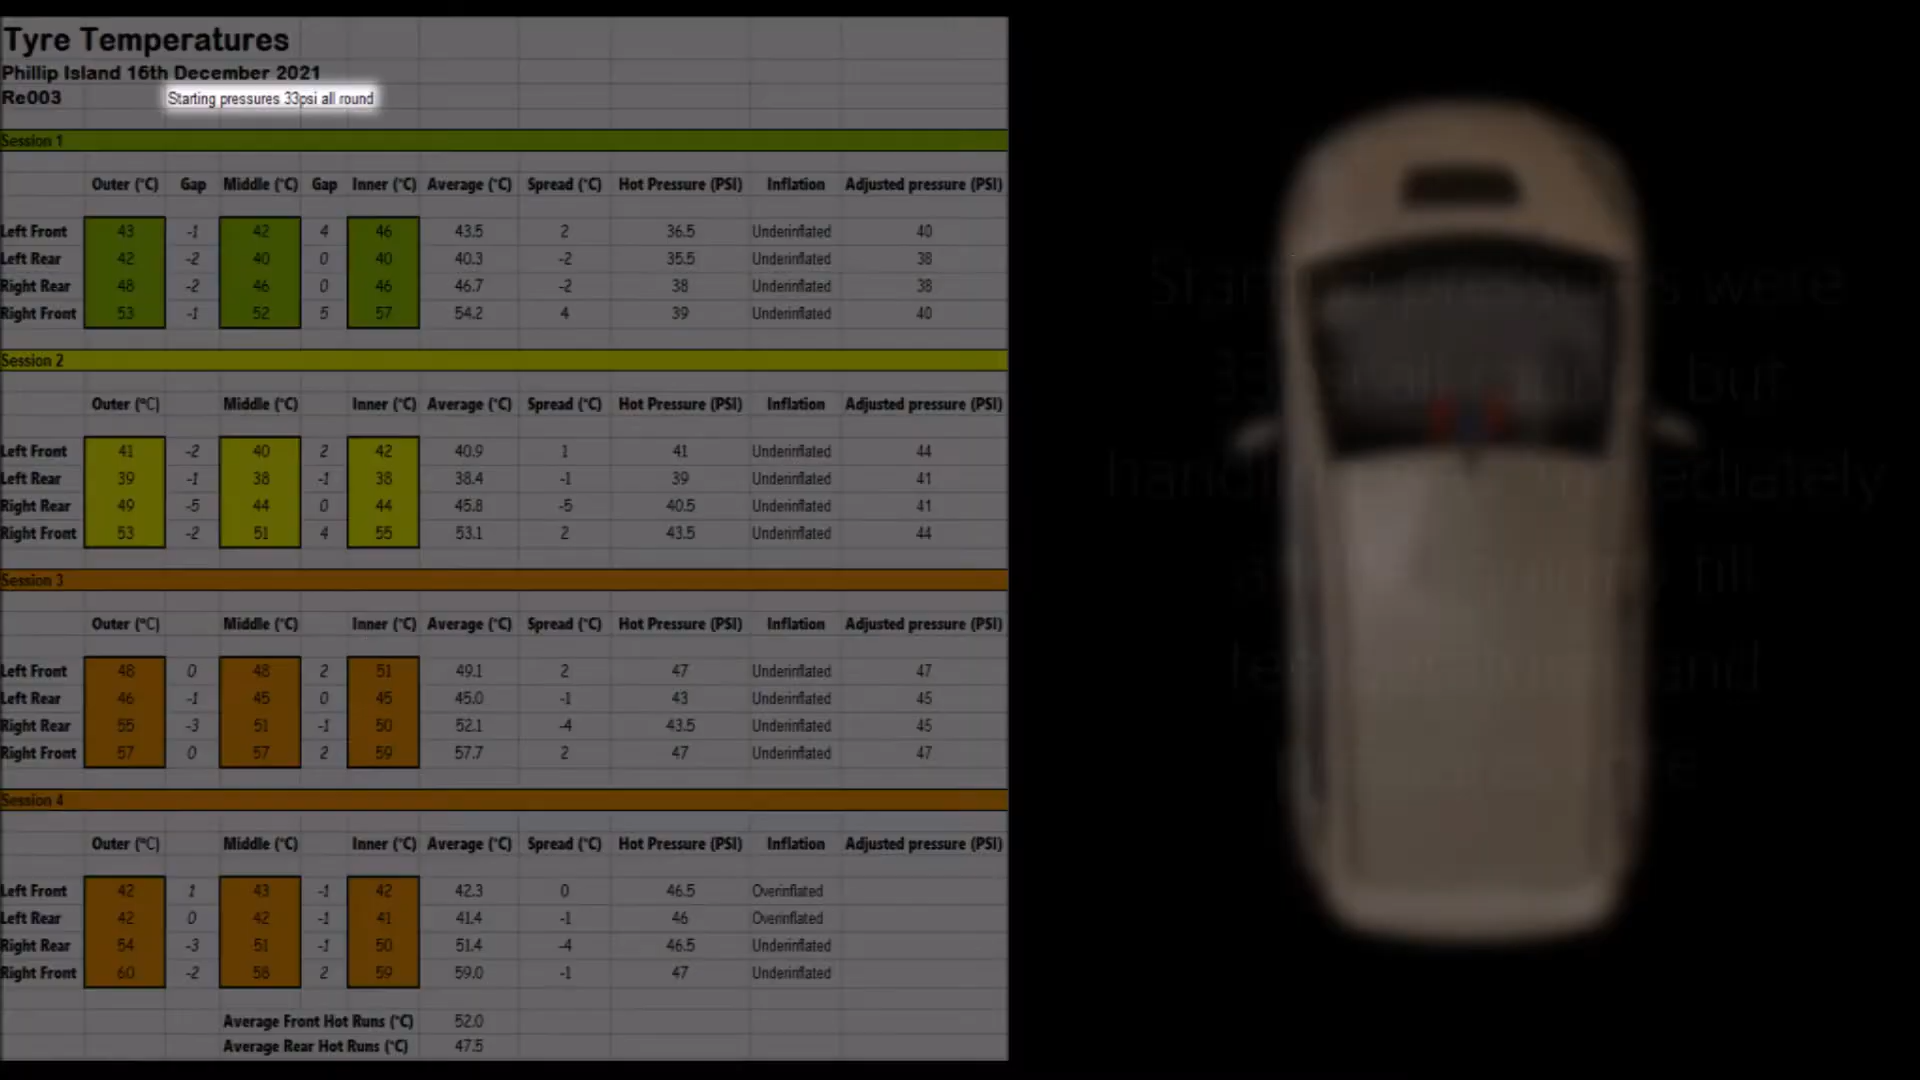 Tyre Temperatures
Phillip Island 16th December 2021
Re003 Starting pressures 33psi all round
Session 1
Outer (°C) Gap Middle (°C) Gap Inner (°C) Average (°C) Spread (°C) Hot Pressure (PSI) Inflation Adjusted pressure (PSI)
Left Front 43 -1 42 4 46 43.5 2 36.5 Underinflated 40
Left Rear 42 -2 40 0 40 40.3 -2 35.5 Underinflated 38
Right Rear 48 -2 46 0 46 46.7 -2 38 Underinflated 38
Right Front 53 -1 52 5 57 54.2 4 39 Underinflated 40
Session 2
Outer (°C) Middle (°C) Inner (°C) Average (°C) Spread (°C) Hot Pressure (PSI) Inflation Adjusted pressure (PSI)
Left Front 41 -2 40 2 42 40.9 1 41 Underinflated 44
Left Rear 39 -1 38 -1 38 38.4 -1 39 Underinflated 41
Right Rear 49 -5 44 0 44 45.8 -5 40.5 Underinflated 41
Right Front 53 -2 51 4 55 53.1 2 43.5 Underinflated 44
Session 3
Outer (°C) Middle (°C) Inner (°C) Average (°C) Spread (°C) Hot Pressure (PSI) Inflation Adjusted pressure (PSI)
Left Front 48 0 48 2 51 49.1 2 47 Underinflated 47
Left Rear 46 -1 45 0 45 45.0 -1 43 Underinflated 45
Right Rear 55 -3 51 -1 50 52.1 -4 43.5 Underinflated 45
Right Front 57 0 57 2 59 57.7 2 47 Underinflated 47
Session 4
Outer (°C) Middle (°C) Inner (°C) Average (°C) Spread (°C) Hot Pressure (PSI) Inflation Adjusted pressure (PSI)
Left Front 42 1 43 -1 42 42.3 0 46.5 Overinflated
Left Rear 42 0 42 -1 41 41.4 -1 46 Overinflated
Right Rear 54 -3 51 -1 50 51.4 -4 46.5 Underinflated
Right Front 60 -2 58 2 59 59.0 -1 47 Underinflated
Average Front Hot Runs (°C) 52.0
Average Rear Hot Runs (°C) 47.5
were
but